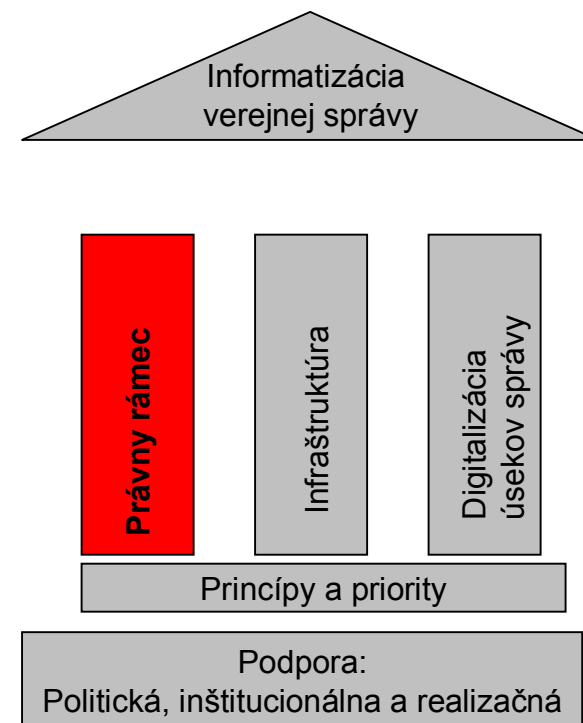 Informatizácia
verejnej správy
Právny rámec
Infraštruktúra
Digitalizácia
úsekov správy
Princípy a priority
Podpora:
Politická, inštitucionálna a realizačná